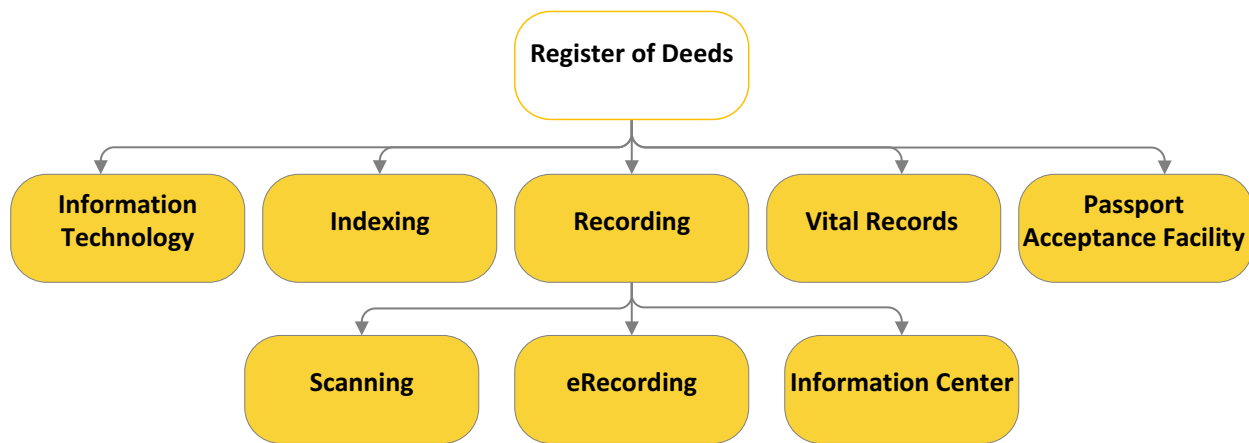 Register of Deeds
Information
Technology
Indexing
Recording
Vital Records
Passport
Acceptance Facility
Scanning
eRecording
Information Center